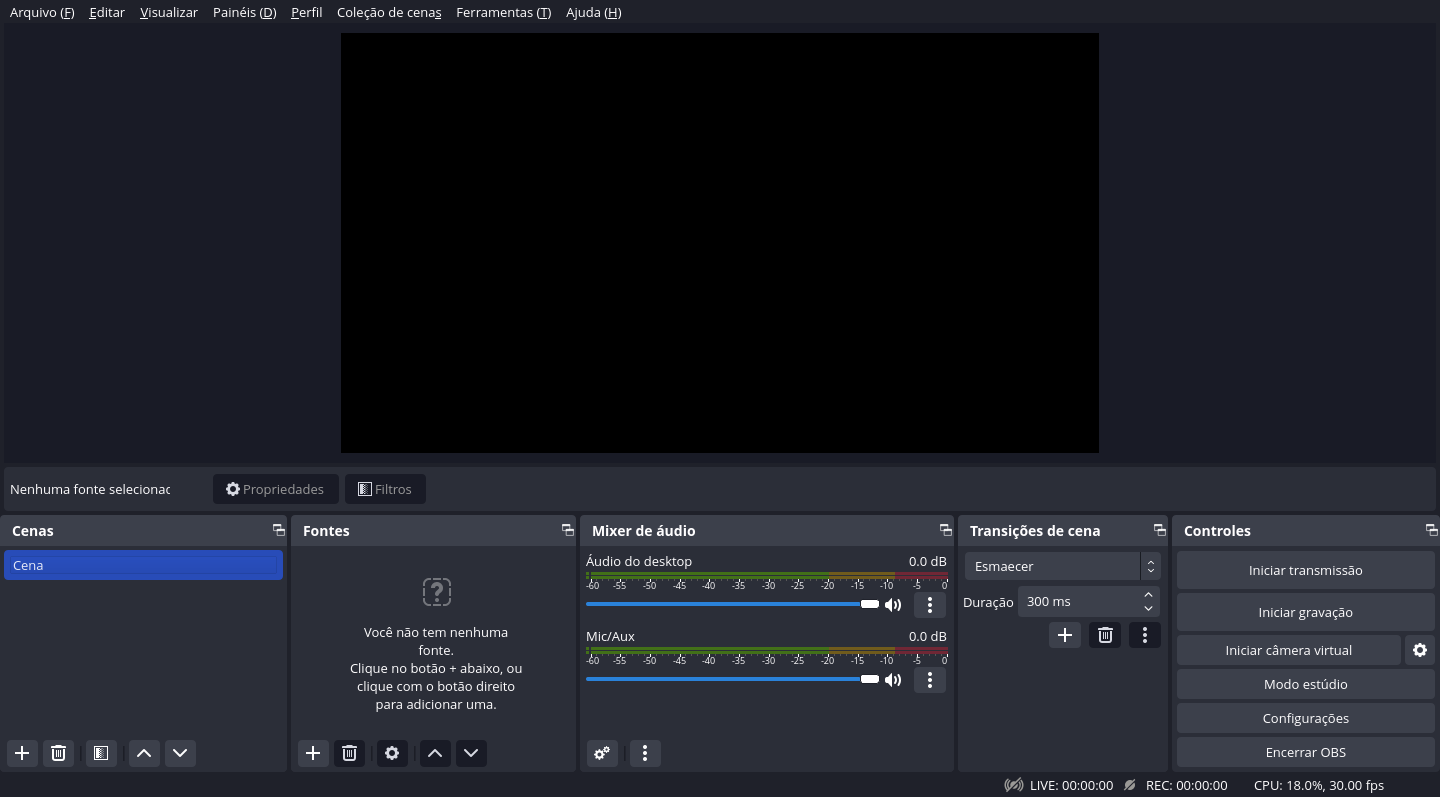 Arquivo (F) Editar Visualizar Painéis (D) Perfil Coleção de cenas Ferramentas (T) Ajuda (H)
Nenhuma fonte selecionac Propriedades Filtros
Cenas
Cena
Fontes
Você não tem nenhuma
fonte.
Clique no botão + abaixo, ou
clique com o botão direito
para adicionar uma.
Mixer de áudio
Áudio do desktop 0.0 dB
-60 -55 -50 -45 -40 -35 -30 -25 -20 -15 -10 -5 0
Mic/Aux 0.0 dB
-60 -55 -50 -45 -40 -35 -30 -25 -20 -15 -10 -5 0
Transições de cena
Esmaecer
Duração 300 ms
Controles
Iniciar transmissão
Iniciar gravação
Iniciar câmera virtual
Modo estúdio
Configurações
Encerrar OBS
LIVE: 00:00:00 REC: 00:00:00 CPU: 18.0%, 30.00 fps